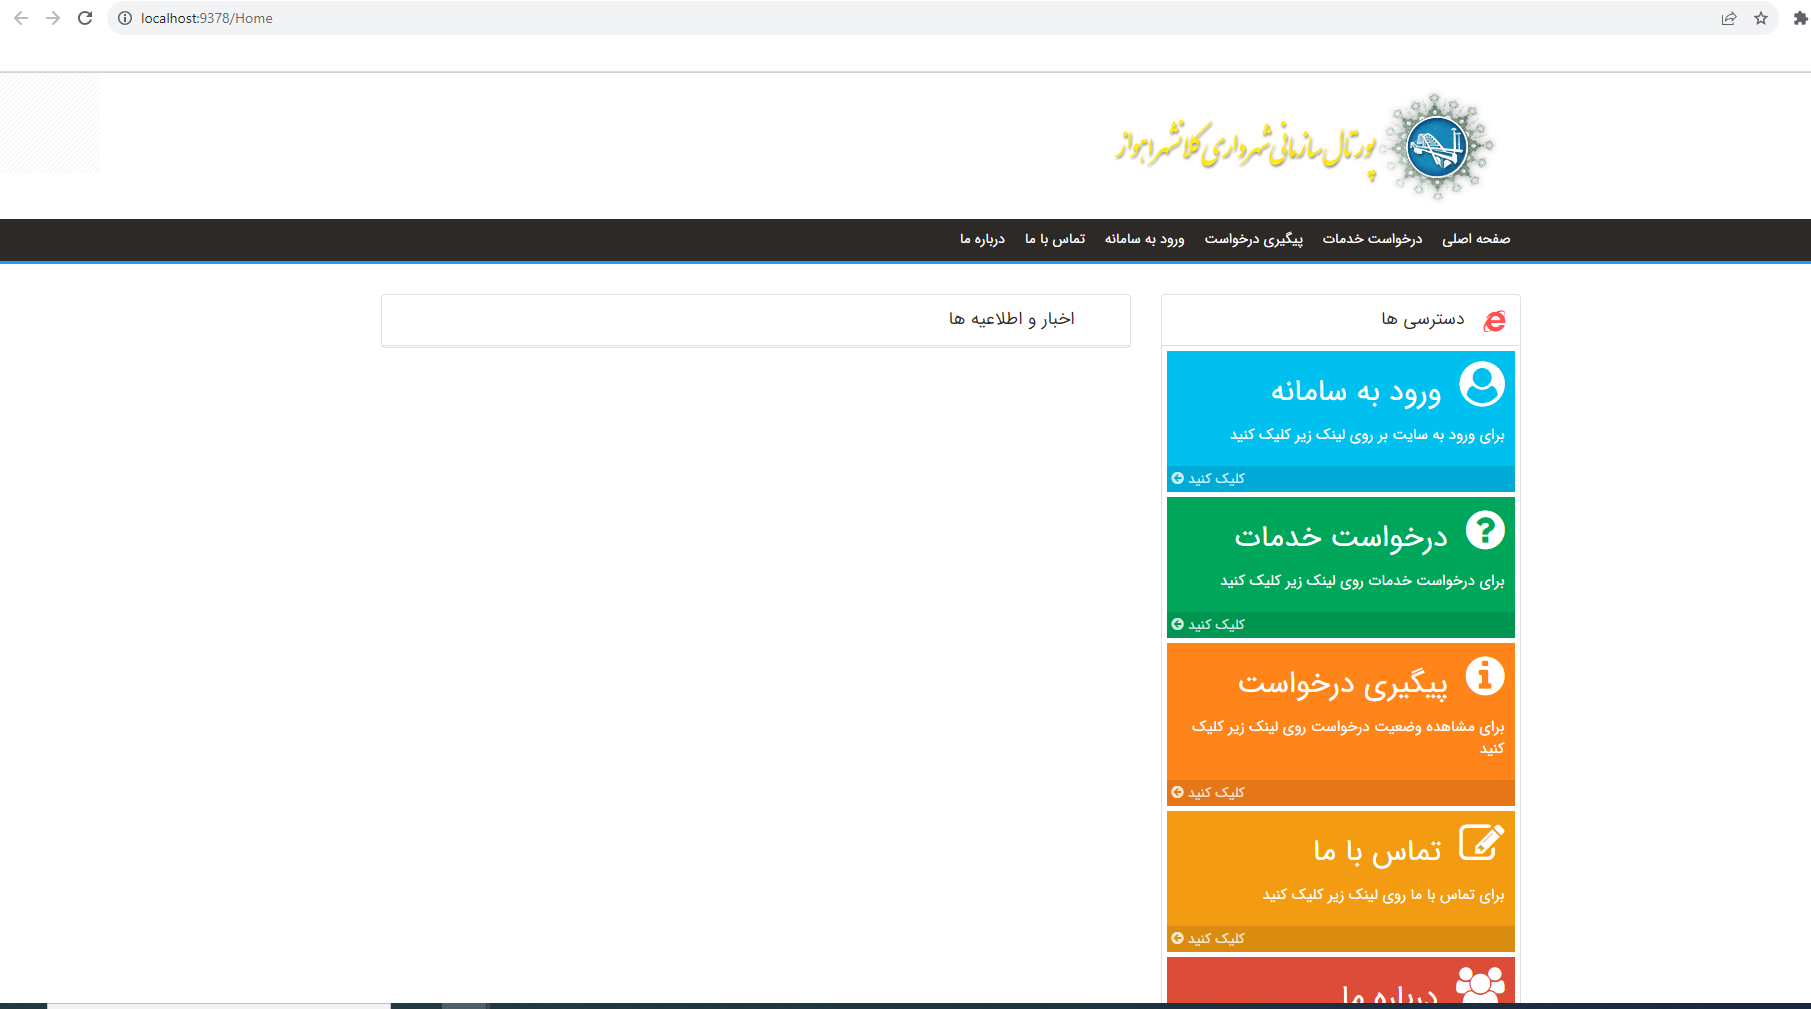 localhost:9378/Home
پورتال سازمانی شهرداری کلانشهر اهواز
صفحه اصلی درخواست خدمات پیگیری درخواست ورود به سامانه تماس با ما درباره ما
دسترسی ها
ورود به سامانه
برای ورود به سایت بر روی لینک زیر کلیک کنید
کلیک کنید
درخواست خدمات
برای درخواست خدمات روی لینک زیر کلیک کنید
کلیک کنید
پیگیری درخواست
برای مشاهده وضعیت درخواست روی لینک زیر کلیک
کنید
کلیک کنید
تماس با ما
برای تماس با ما روی لینک زیر کلیک کنید
کلیک کنید
درباره ما
اخبار و اطلاعیه ها